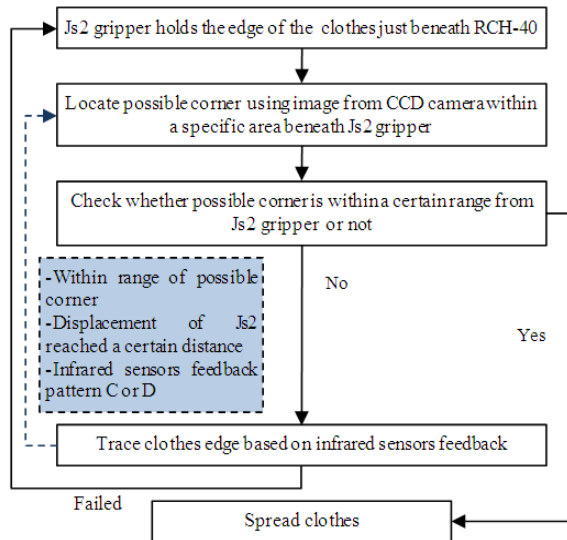 Js2 gripper holds the edge of the clothes just beneath RCH-40
Locate possible corner using image from CCD camera within
a specific area beneath Js2 gripper
Check whether possible corner is within a certain range from
Js2 gripper or not
-Within range of possible
corner
-Displacement of Js2
reached a certain distance
-Infrared sensors feedback
pattern C or D
No
Yes
Trace clothes edge based on infrared sensors feedback
Failed
Spread clothes